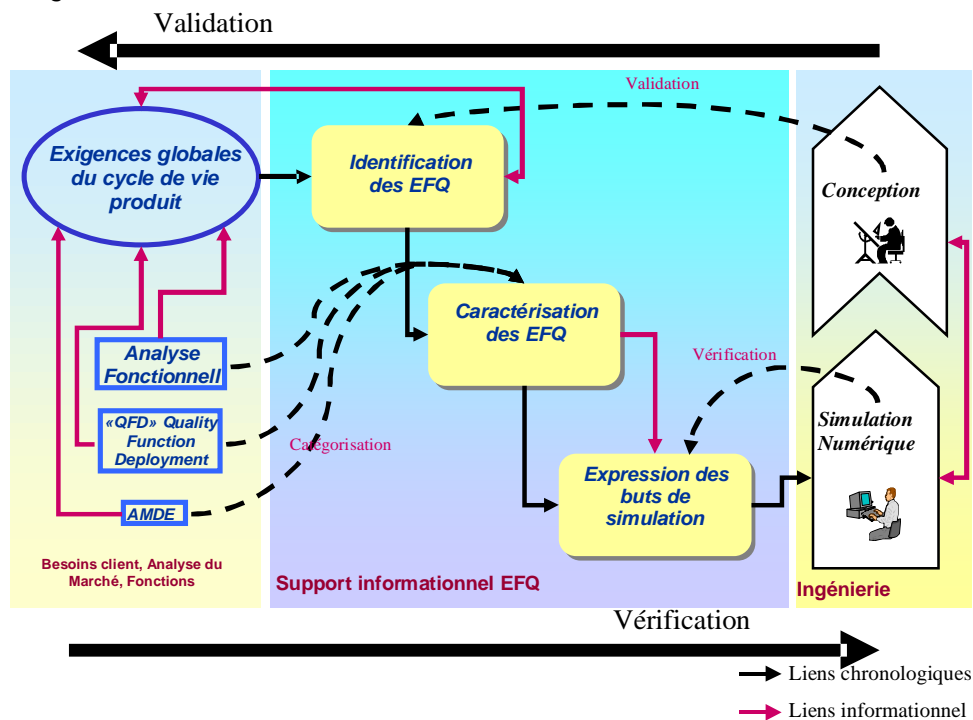 Validation
Validation
Exigences globales
du cycle de vie
produit
Identification
des EFQ
Conception
Caractérisation
des EFQ
Analyse
Fonctionnell
Vérification
«QFD» Quality
Function
Deployment
Catégorisation
Simulation
Numérique
Expression des
buts de
simulation
AMDE
Besoins client, Analyse du
Marché, Fonctions
Support informationnel EFQ
Ingénierie
Vérification
Liens chronologiques
Liens informationnel